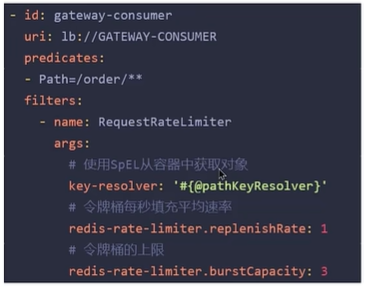 - id: gateway-consumer
uri: lb://GATEWAY-CONSUMER
predicates:
- Path=/order/**
filters:
- name: RequestRateLimiter
args:
# 使用SpEL从容器中获取对象
key-resolver: '#{@pathKeyResolver}'
# 令牌桶每秒填充平均速率
redis-rate-limiter.replenishRate: 1
# 令牌桶的上限
redis-rate-limiter.burstCapacity: 3